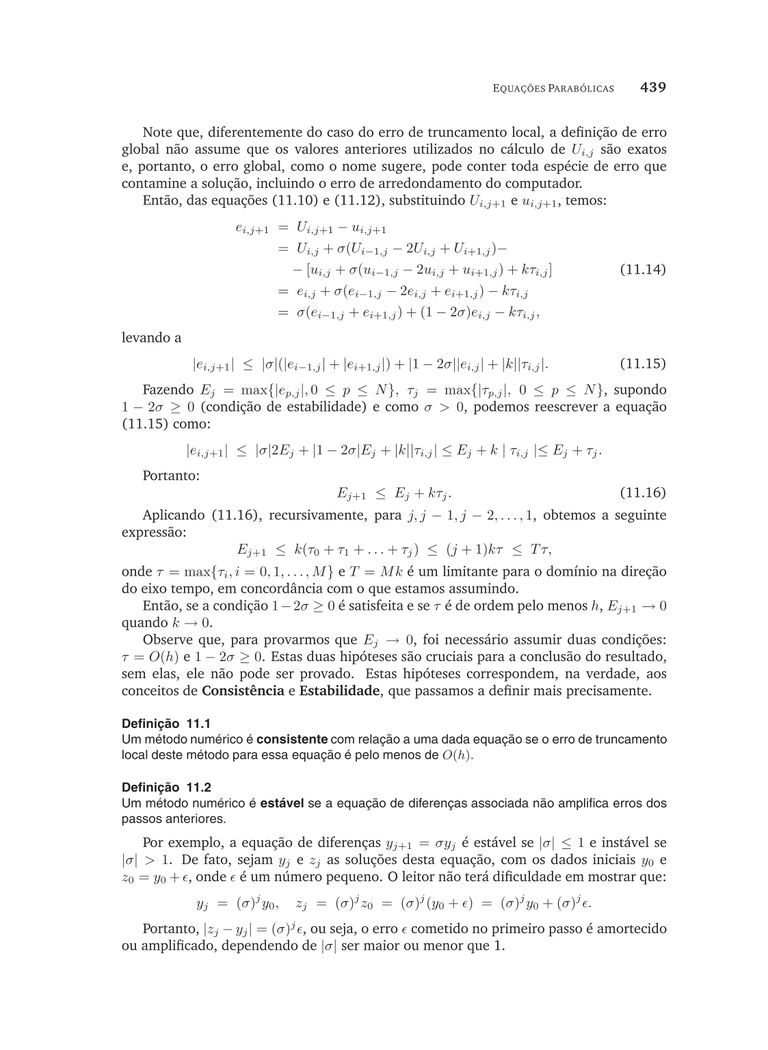 EQUAÇÕES PARABÓLICAS 439
Note que, diferentemente do caso do erro de truncamento local, a definição de erro
global não assume que os valores anteriores utilizados no cálculo de $U_{i,j}$ são exatos
e, portanto, o erro global, como o nome sugere, pode conter toda espécie de erro que
contamine a solução, incluindo o erro de arredondamento do computador.
Então, das equações (11.10) e (11.12), substituindo $U_{i,j+1}$ e $u_{i,j+1}$, temos:
$e_{i,j+1} = U_{i,j+1} - u_{i,j+1}$
$= U_{i,j} + \sigma(U_{i-1,j} - 2U_{i,j} + U_{i+1,j}) -$
$- [u_{i,j} + \sigma(u_{i-1,j} - 2u_{i,j} + u_{i+1,j}) + k\tau_{i,j}]$ (11.14)
$= e_{i,j} + \sigma(e_{i-1,j} - 2e_{i,j} + e_{i+1,j}) - k\tau_{i,j}$
$= \sigma(e_{i-1,j} + e_{i+1,j}) + (1 - 2\sigma)e_{i,j} - k\tau_{i,j},$
levando a
$|e_{i,j+1}| \leq |\sigma|(|e_{i-1,j}| + |e_{i+1,j}|) + |1 - 2\sigma||e_{i,j}| + |k||\tau_{i,j}|.$ (11.15)
Fazendo $E_j = \max\{|e_{p,j}|, 0 \leq p \leq N\}$, $\tau_j = \max\{|\tau_{p,j}|, 0 \leq p \leq N\}$, supondo
$1 - 2\sigma \geq 0$ (condição de estabilidade) e como $\sigma > 0$, podemos reescrever a equação
(11.15) como:
$|e_{i,j+1}| \leq |\sigma|2E_j + |1 - 2\sigma|E_j + |k||\tau_{i,j}| \leq E_j + k \mid \tau_{i,j} \mid \leq E_j + \tau_j.$
Portanto:
$E_{j+1} \leq E_j + k\tau_j.$ (11.16)
Aplicando (11.16), recursivamente, para $j, j - 1, j - 2, \ldots, 1$, obtemos a seguinte
expressão:
$E_{j+1} \leq k(\tau_0 + \tau_1 + \ldots + \tau_j) \leq (j + 1)k\tau \leq T\tau,$
onde $\tau = \max\{\tau_i, i = 0, 1, \ldots, M\}$ e $T = Mk$ é um limitante para o domínio na direção
do eixo tempo, em concordância com o que estamos assumindo.
Então, se a condição $1 - 2\sigma \geq 0$ é satisfeita e se $\tau$ é de ordem pelo menos $h$, $E_{j+1} \to 0$
quando $k \to 0$.
Observe que, para provarmos que $E_j \to 0$, foi necessário assumir duas condições:
$\tau = O(h)$ e $1 - 2\sigma \geq 0$. Estas duas hipóteses são cruciais para a conclusão do resultado,
sem elas, ele não pode ser provado. Estas hipóteses correspondem, na verdade, aos
conceitos de Consistência e Estabilidade, que passamos a definir mais precisamente.
Definição 11.1
Um método numérico é consistente com relação a uma dada equação se o erro de truncamento
local deste método para essa equação é pelo menos de $O(h)$.
Definição 11.2
Um método numérico é estável se a equação de diferenças associada não amplifica erros dos
passos anteriores.
Por exemplo, a equação de diferenças $y_{j+1} = \sigma y_j$ é estável se $|\sigma| \leq 1$ e instável se
$|\sigma| > 1$. De fato, sejam $y_j$ e $z_j$ as soluções desta equação, com os dados iniciais $y_0$ e
$z_0 = y_0 + \epsilon$, onde $\epsilon$ é um número pequeno. O leitor não terá dificuldade em mostrar que:
$y_j = (\sigma)^j y_0, \quad z_j = (\sigma)^j z_0 = (\sigma)^j (y_0 + \epsilon) = (\sigma)^j y_0 + (\sigma)^j \epsilon.$
Portanto, $|z_j - y_j| = (\sigma)^j \epsilon$, ou seja, o erro $\epsilon$ cometido no primeiro passo é amortecido
ou amplificado, dependendo de $|\sigma|$ ser maior ou menor que 1.